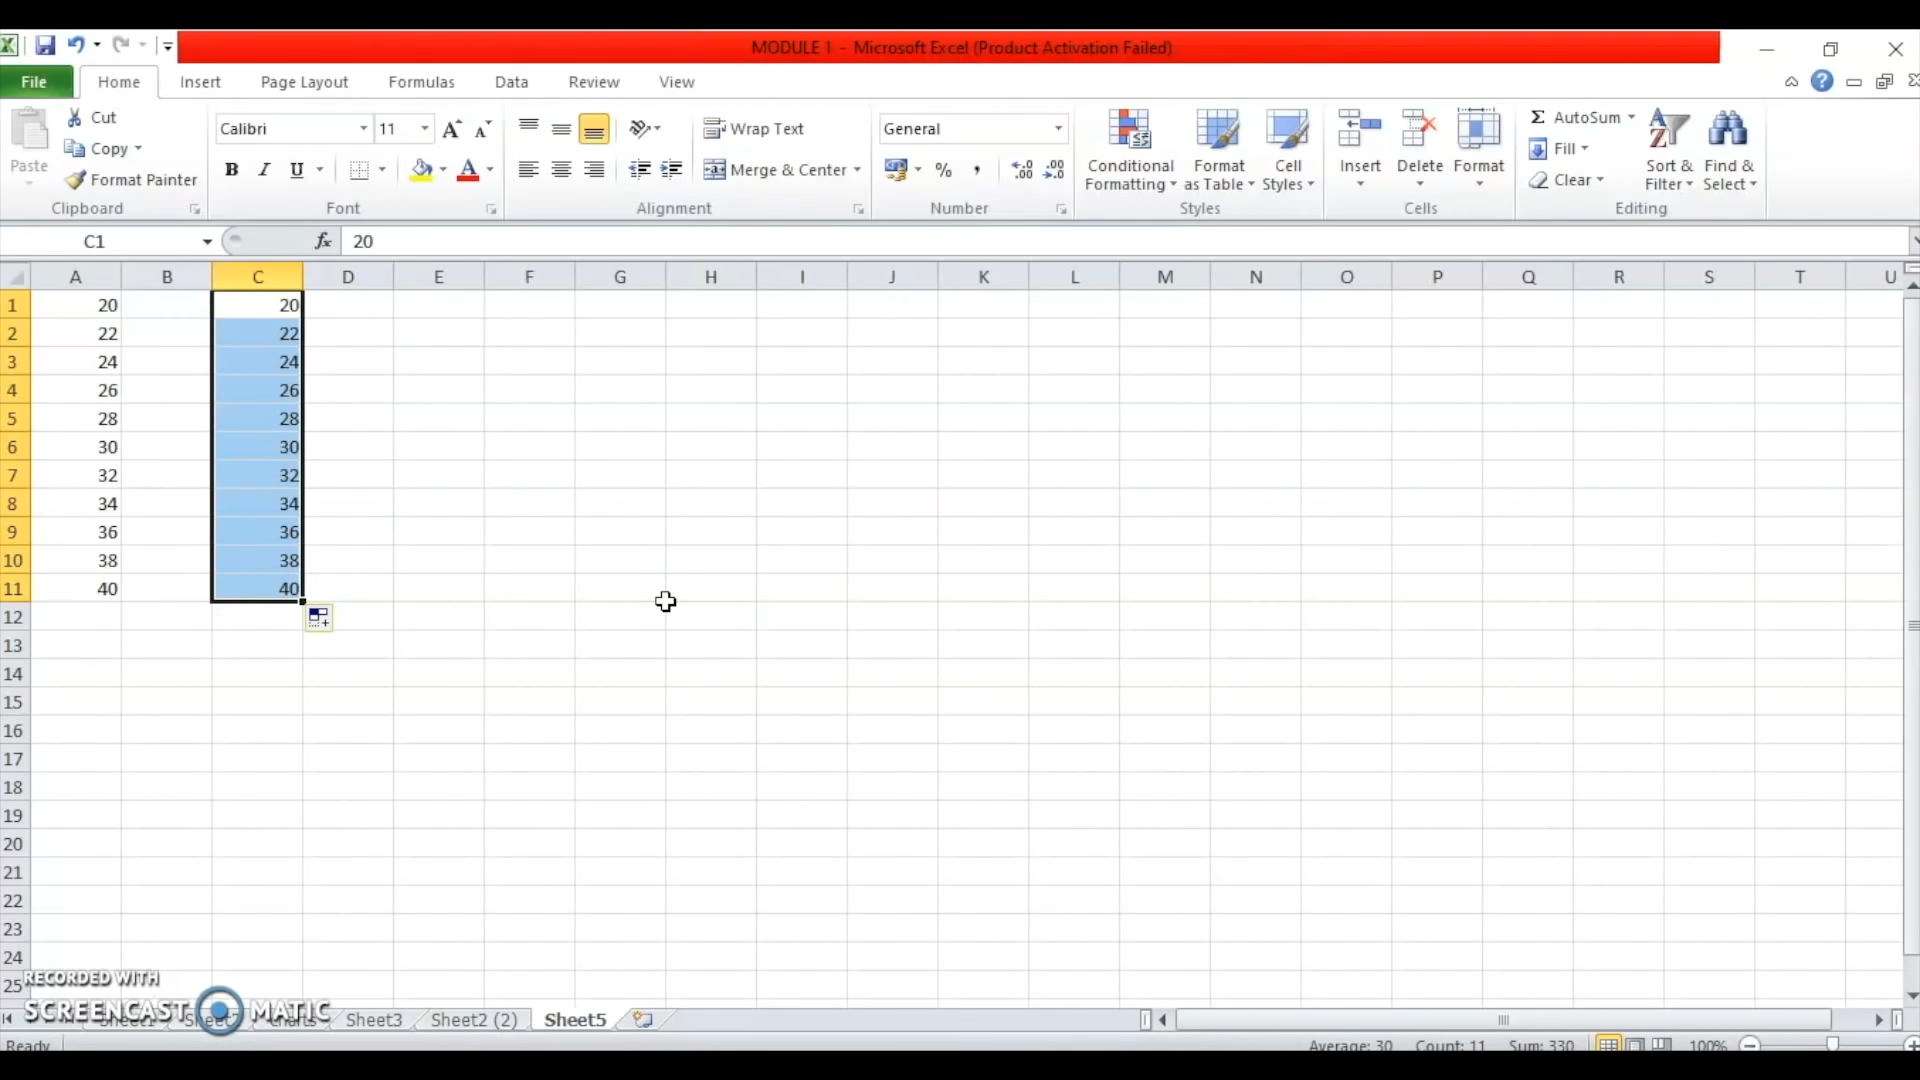 MODULE 1 - Microsoft Excel (Product Activation Failed)
File Home Insert Page Layout Formulas Data Review View
Paste
Cut
Copy
Format Painter
Clipboard
Calibri 11
B I U
Font
Wrap Text
Merge & Center
Alignment
General
%
Number
Conditional Formatting
Format as Table
Cell Styles
Styles
Insert Delete Format
Cells
Σ AutoSum
Fill
Clear
Sort & Filter
Find & Select
Editing
C1 fx 20
A B C D E F G H I J K L M N O P Q R S T U
1 20 20
2 22 22
3 24 24
4 26 26
5 28 28
6 30 30
7 32 32
8 34 34
9 36 36
10 38 38
11 40 40
12
13
14
15
16
17
18
19
20
21
22
23
24
25
RECORDED WITH
SCREENCAST MATIC
Sheet3 Sheet2 (2) Sheet5
Ready Average: 30 Count: 11 Sum: 330 100%